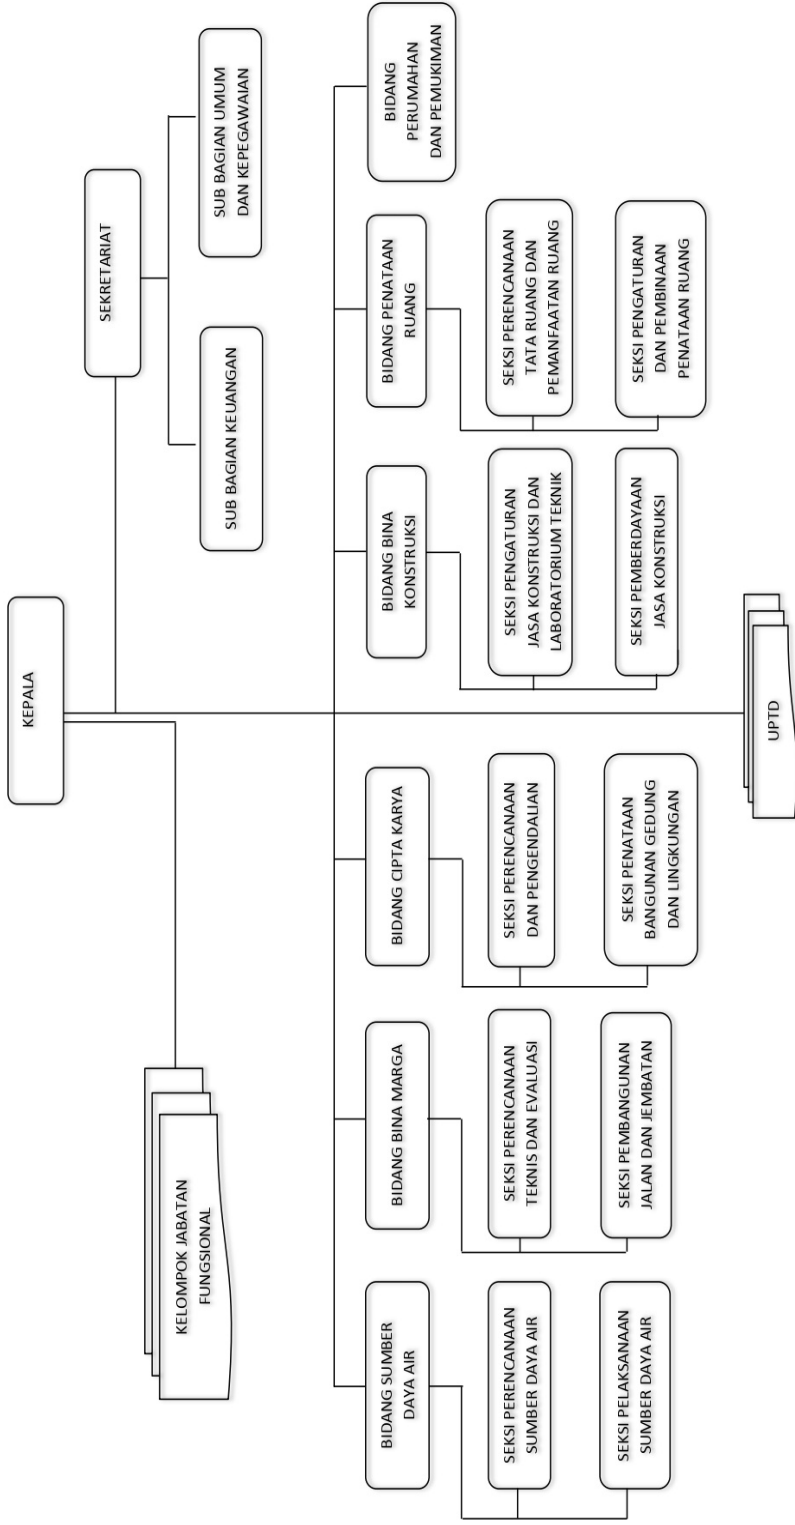 KEPALA
SEKRETARIAT
SUB BAGIAN KEUANGAN
SUB BAGIAN UMUM
DAN KEPEGAWAIAN
KELOMPOK JABATAN
FUNGSIONAL
BIDANG SUMBER
DAYA AIR
SEKSI PERENCANAAN
SUMBER DAYA AIR
SEKSI PELAKSANAAN
SUMBER DAYA AIR
BIDANG BINA MARGA
SEKSI PERENCANAAN
TEKNIS DAN EVALUASI
SEKSI PEMBANGUNAN
JALAN DAN JEMBATAN
BIDANG CIPTA KARYA
SEKSI PERENCANAAN
DAN PENGENDALIAN
SEKSI PENATAAN
BANGUNAN GEDUNG
DAN LINGKUNGAN
BIDANG BINA
KONSTRUKSI
SEKSI PENGATURAN
JASA KONSTRUKSI DAN
LABORATORIUM TEKNIK
SEKSI PEMBERDAYAAN
JASA KONSTRUKSI
BIDANG PENATAAN
RUANG
SEKSI PERENCANAAN
TATA RUANG DAN
PEMANFAATAN RUANG
SEKSI PENGATURAN
DAN PEMBINAAN
PENATAAN RUANG
BIDANG
PERUMAHAN
DAN PEMUKIMAN
UPTD